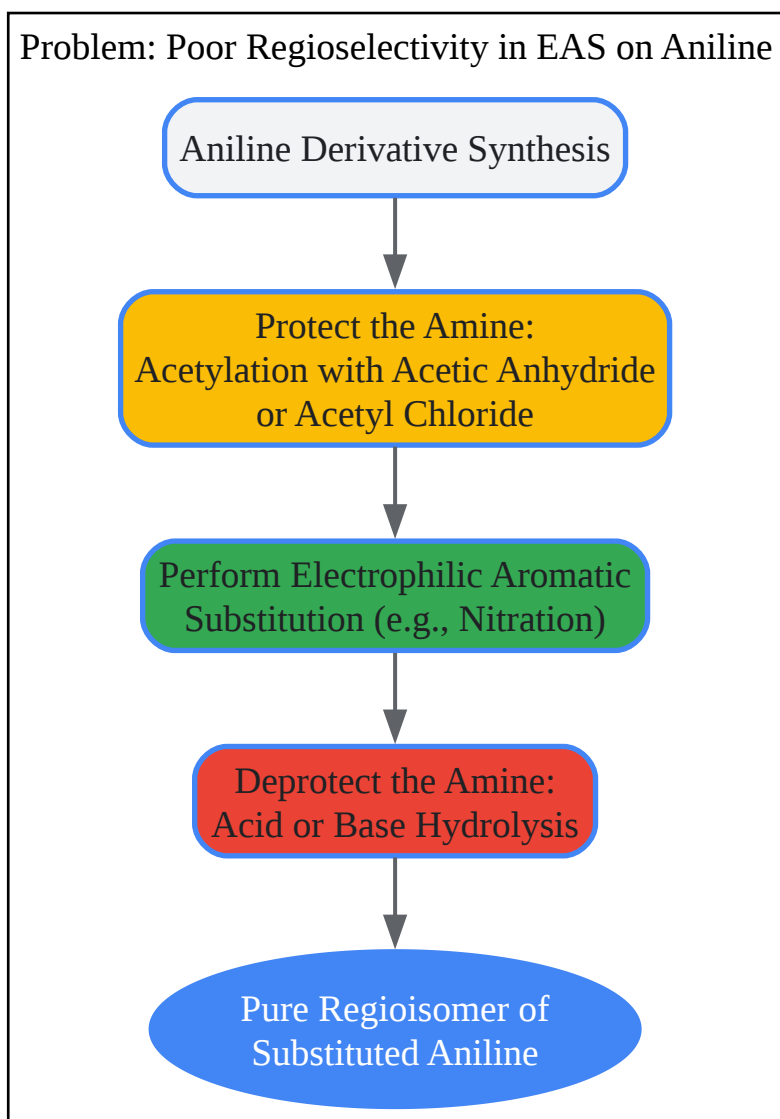 Problem: Poor Regioselectivity in EAS on Aniline
Aniline Derivative Synthesis
Protect the Amine:
Acetylation with Acetic Anhydride
or Acetyl Chloride
Perform Electrophilic Aromatic
Substitution (e.g., Nitration)
Deprotect the Amine:
Acid or Base Hydrolysis
Pure Regioisomer of
Substituted Aniline